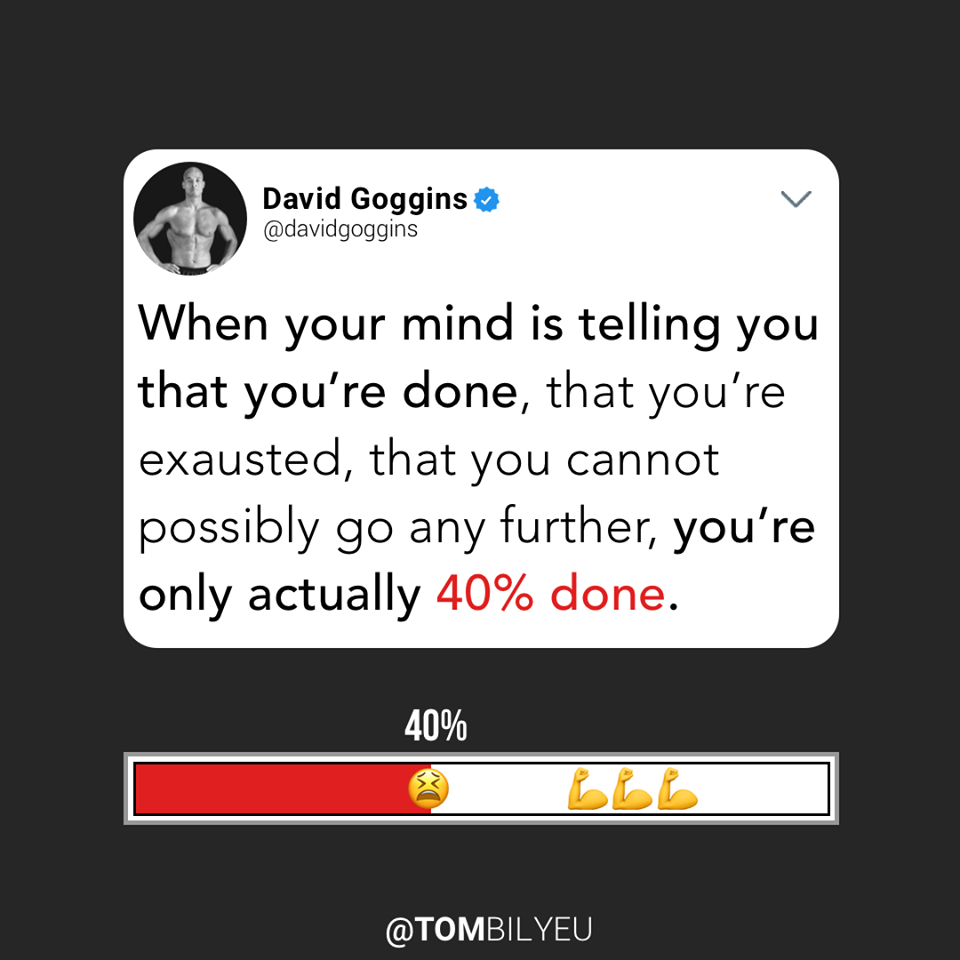 David Goggins
@davidgoggins
When your mind is telling you
that you’re done, that you’re
exausted, that you cannot
possibly go any further, you’re
only actually 40% done.
40%
@TOMBILYEU